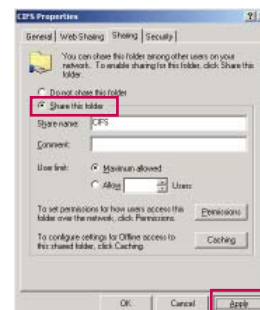 CIFS Properties
General Web Sharing Sharing Security
You can share this folder among other users on your
network. To enable sharing for this folder, click Share this
folder.
Do not share this folder
Share this folder
Share name: CIFS
Comment:
User limit: Maximum allowed
Allow Users
To set permissions for how users access this
folder over the network, click Permissions.
Permissions
To configure settings for Offline access to
this shared folder, click Caching.
Caching
OK Cancel Apply